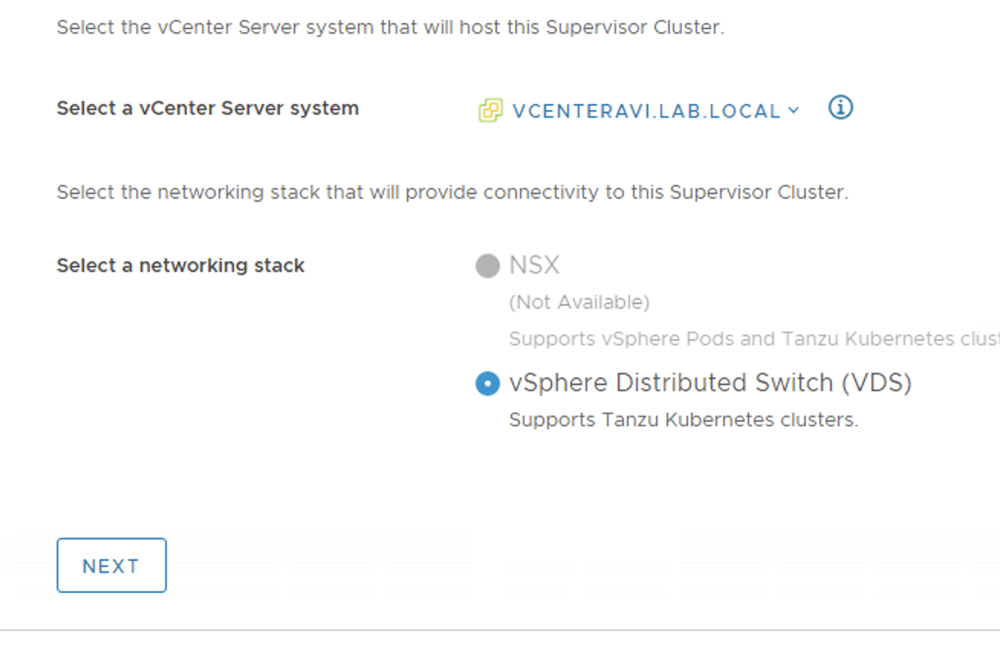 Select the vCenter Server system that will host this Supervisor Cluster.
Select a vCenter Server system
VCENTERAVI.LAB.LOCAL
Select the networking stack that will provide connectivity to this Supervisor Cluster.
Select a networking stack
NSX
(Not Available)
Supports vSphere Pods and Tanzu Kubernetes
vSphere Distributed Switch (VDS)
Supports Tanzu Kubernetes clusters.
NEXT